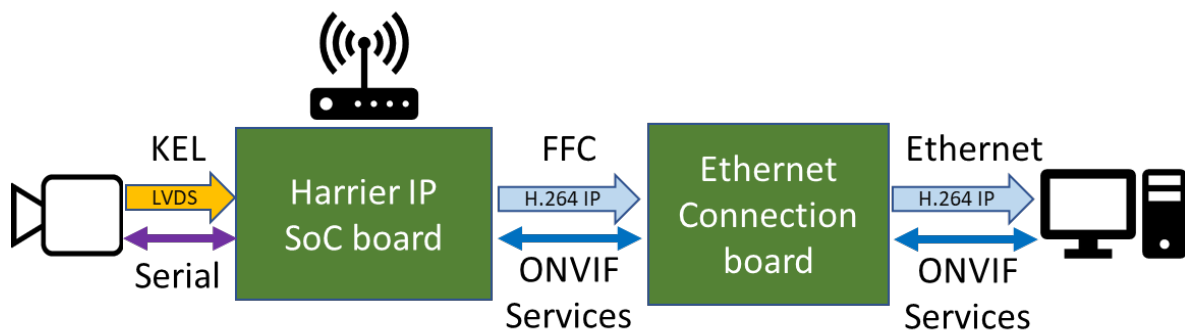 KEL
LVDS
Serial
Harrier IP
SoC board
FFC
H.264 IP
ONVIF
Services
Ethernet
Connection
board
Ethernet
H.264 IP
ONVIF
Services